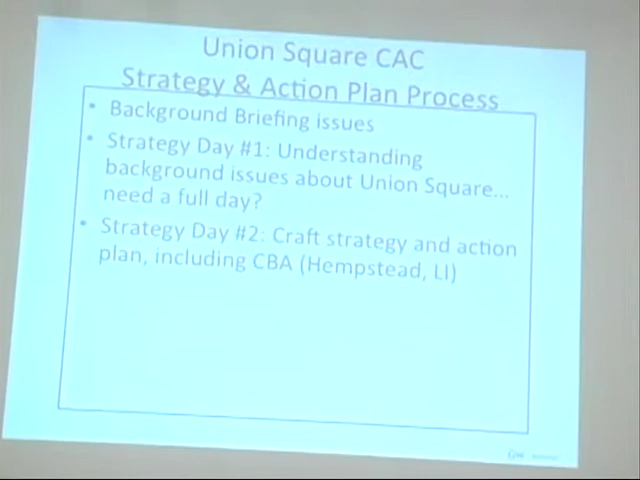 Union Square CAC
Strategy & Action Plan Process
• Background Briefing issues
• Strategy Day #1: Understanding
background issues about Union Square...
need a full day?
• Strategy Day #2: Craft strategy and action
plan, including CBA (Hempstead, LI)